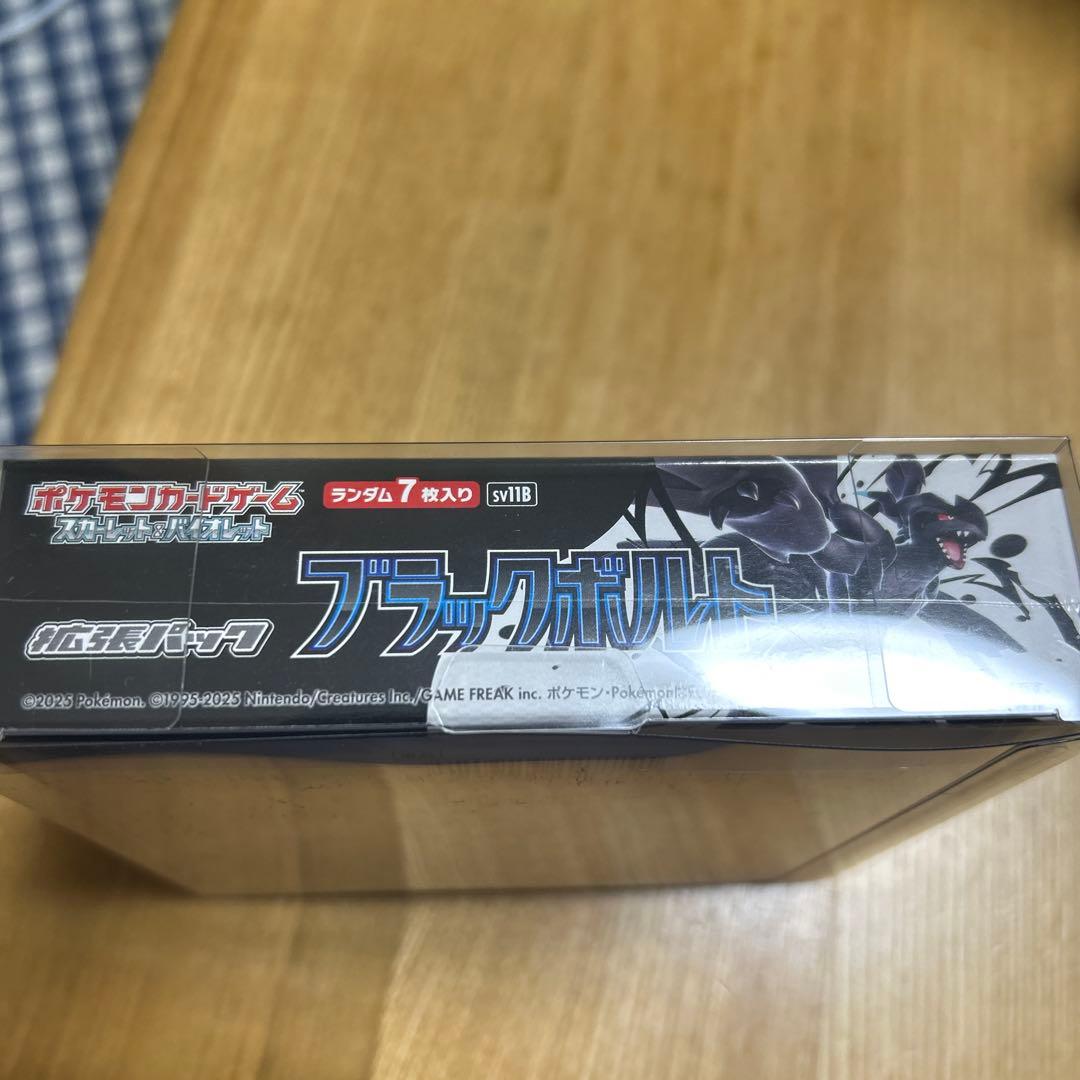 ポケモンカードゲーム
スカーレット&バイオレット
ランダム7枚入り sv11B
ブラックボルト
拡張パック
©2025 Pokémon. ©1995-2025 Nintendo/Creatures Inc./GAME FREAK inc. ポケモン・Pokémon